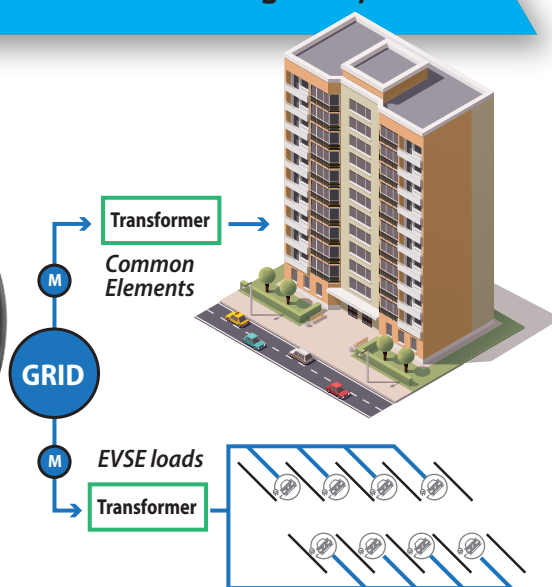 Transformer
Common
Elements
M
GRID
M
EVSE loads
Transformer